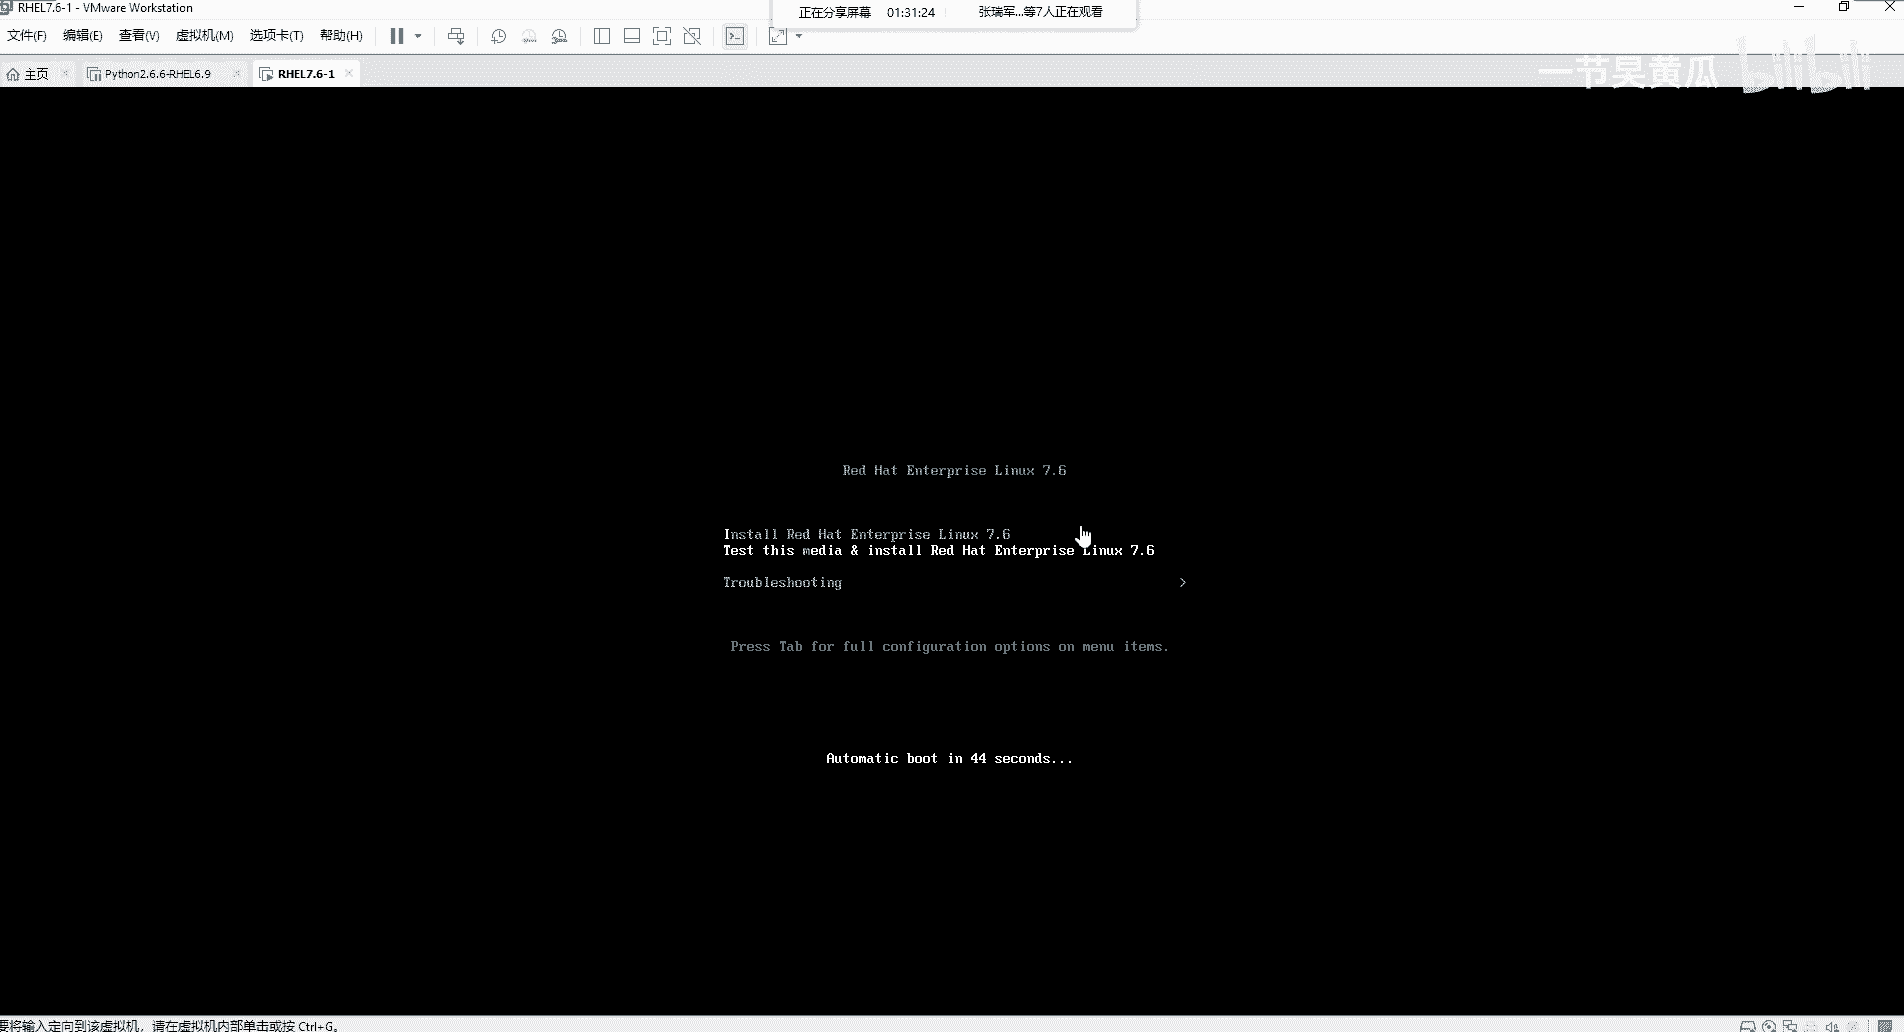 RHEL7.6-1 - VMware Workstation
正在分享屏幕 01:31:24 张瑞军...等7人正在观看
文件(F) 编辑(E) 查看(V) 虚拟机(M) 选项卡(T) 帮助(H)
主页 Python2.6.6-RHEL6.9 RHEL7.6-1
一节昊黄瓜 bilibili
Red Hat Enterprise Linux 7.6
Install Red Hat Enterprise Linux 7.6
Test this media & install Red Hat Enterprise Linux 7.6
Troubleshooting >
Press Tab for full configuration options on menu items.
Automatic boot in 44 seconds...
要将输入定向到该虚拟机，请在虚拟机内部单击或按 Ctrl+G。